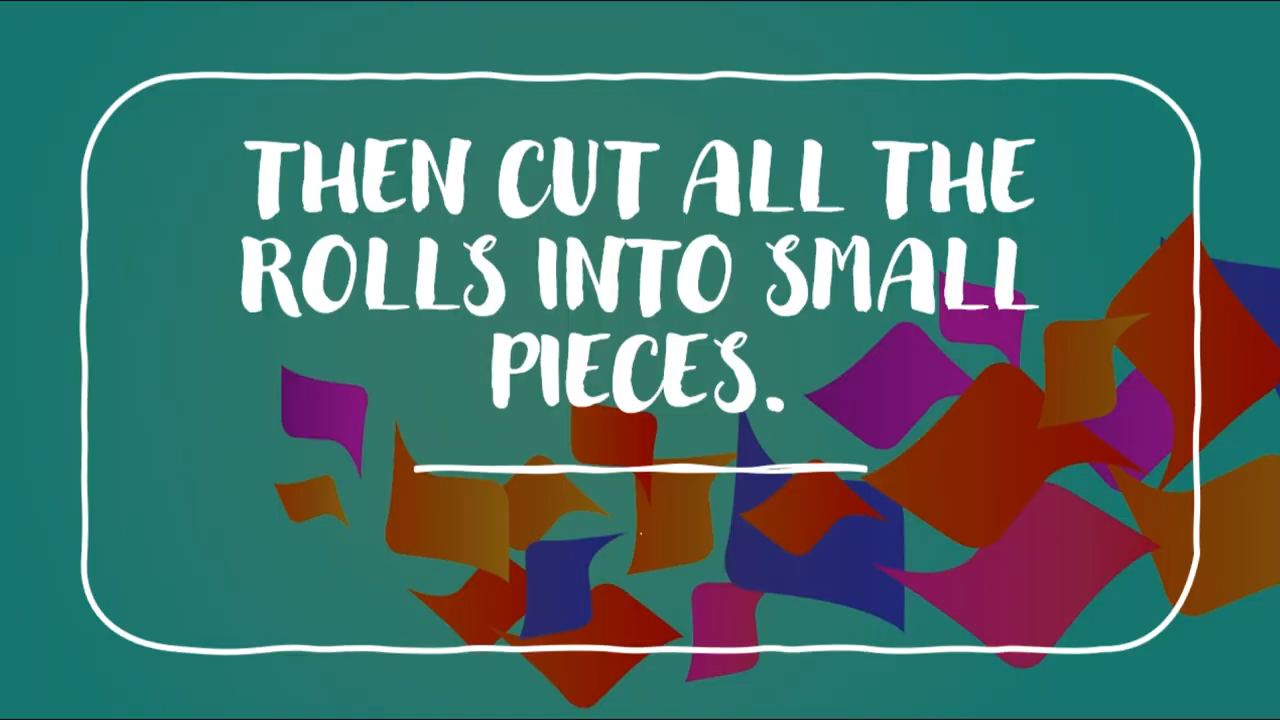 THEN CUT ALL THE
ROLLS INTO SMALL
PIECES.